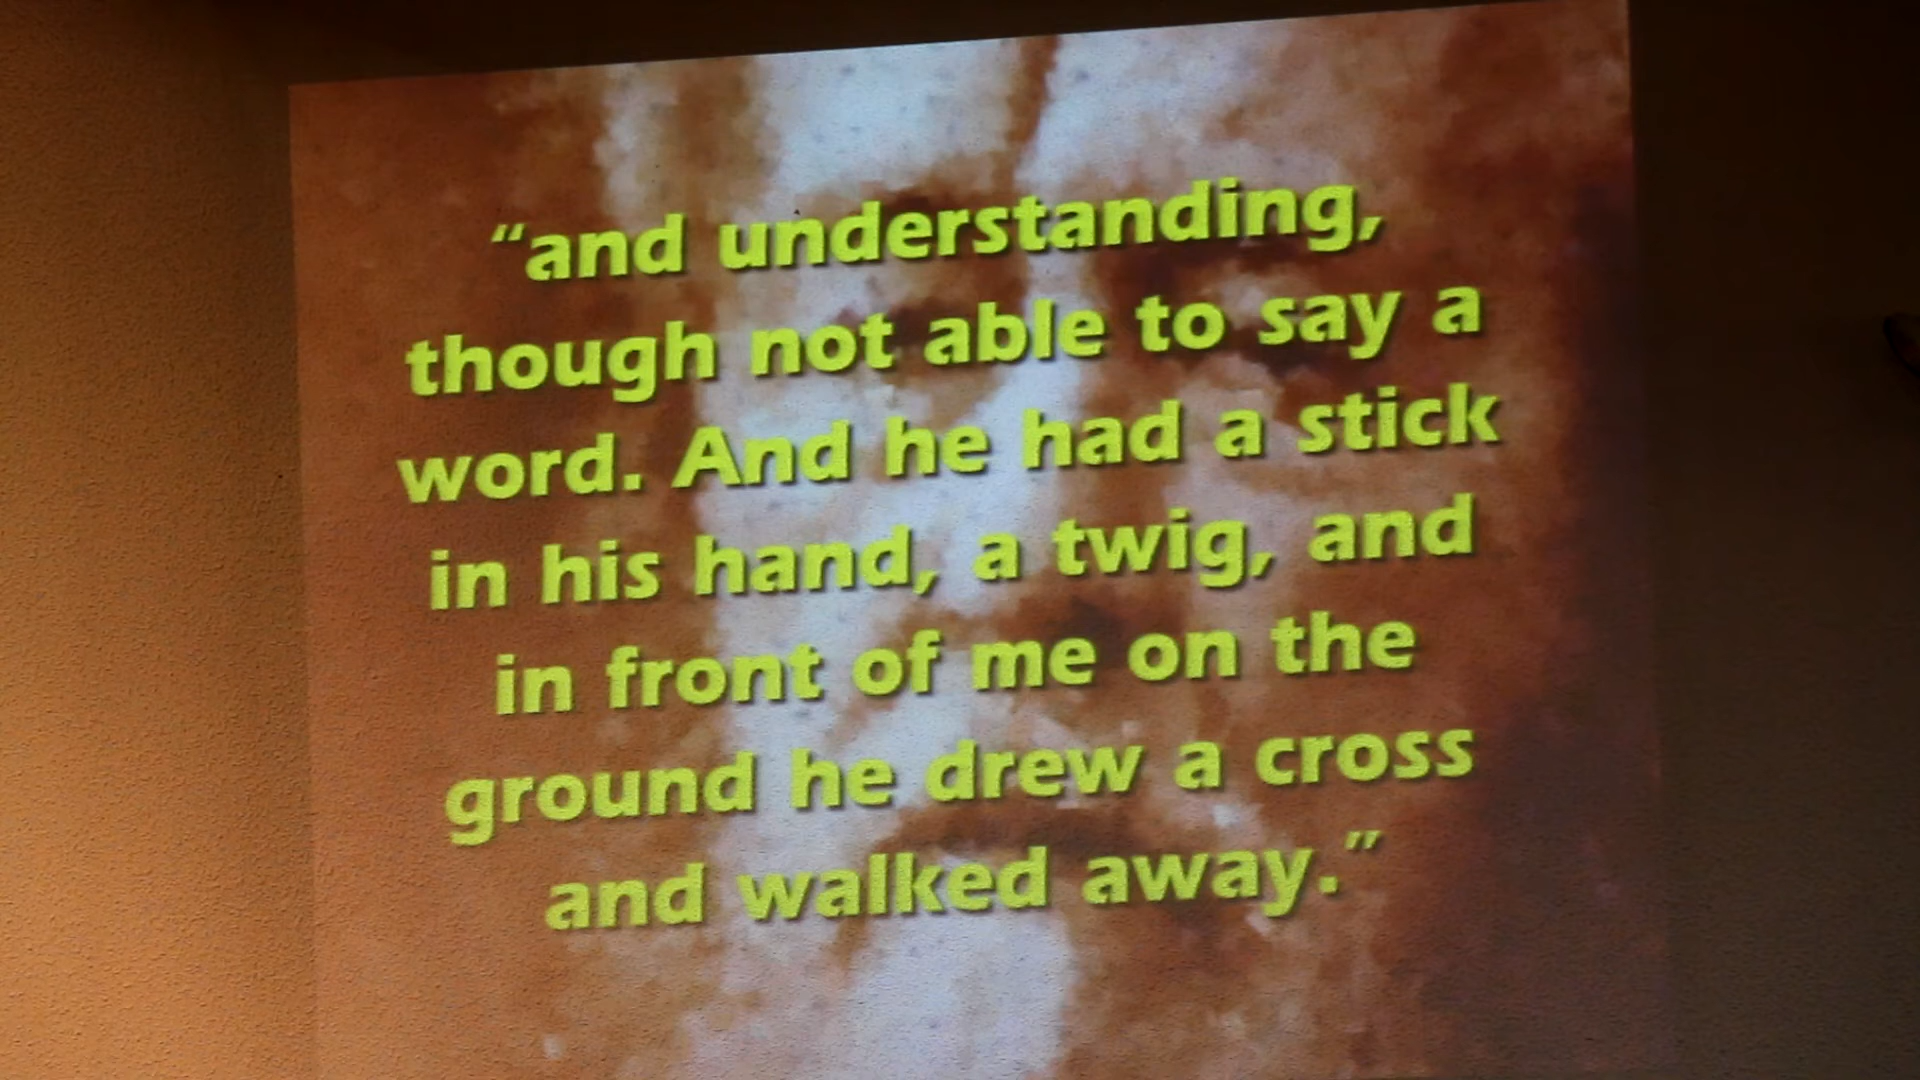 “and understanding,
though not able to say a
word. And he had a stick
in his hand, a twig, and
in front of me on the
ground he drew a cross
and walked away.”